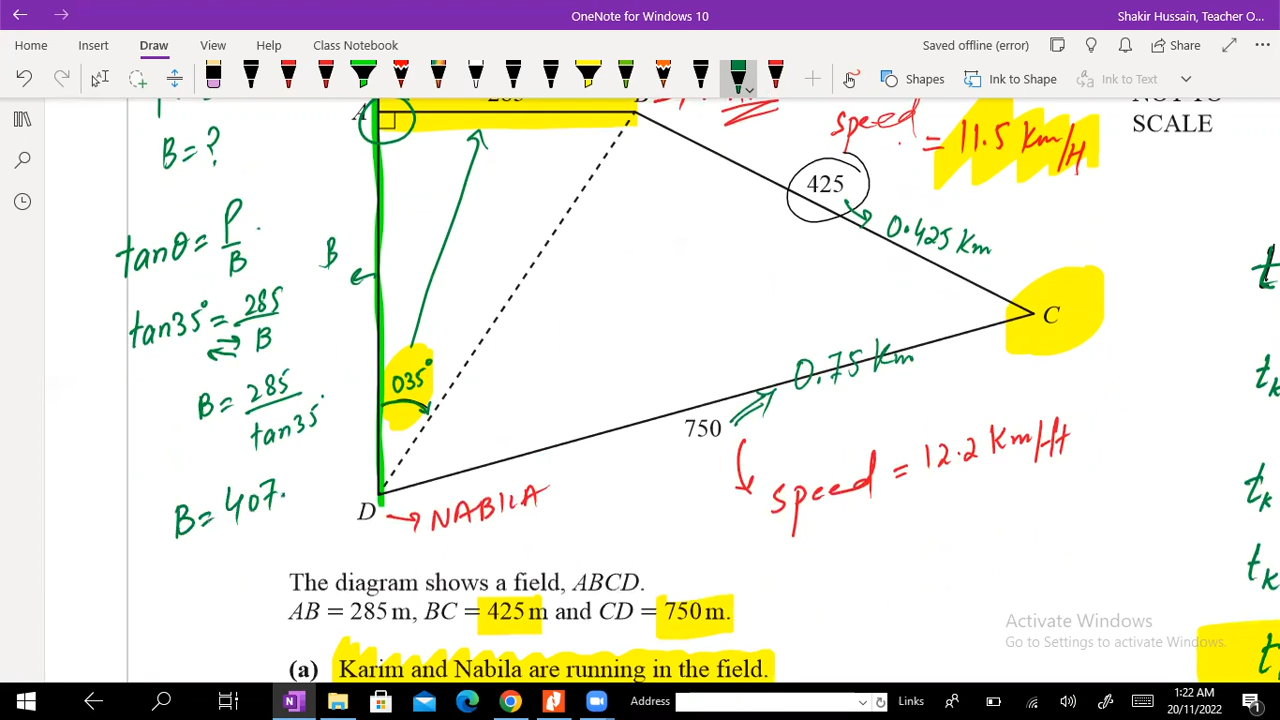 OneNote for Windows 10
Shakir Hussain, Teacher O...
Home Insert Draw View Help Class Notebook
Saved offline (error) Share
Shapes Ink to Shape Ink to Text
A 285
NOT TO
SCALE
B = ?
speed
= 11.5 Km/H
425
0.425 Km
tanθ = P/B
B
C
tan35° = 285/B
035°
0.75 Km
B = 285/tan35°
750
speed = 12.2 Km/H
B = 407.
D → NABILA
The diagram shows a field, ABCD.
AB = 285 m, BC = 425 m and CD = 750 m.
Activate Windows
Go to Settings to activate Windows.
(a) Karim and Nabila are running in the field.
Address
Links
1:22 AM
20/11/2022